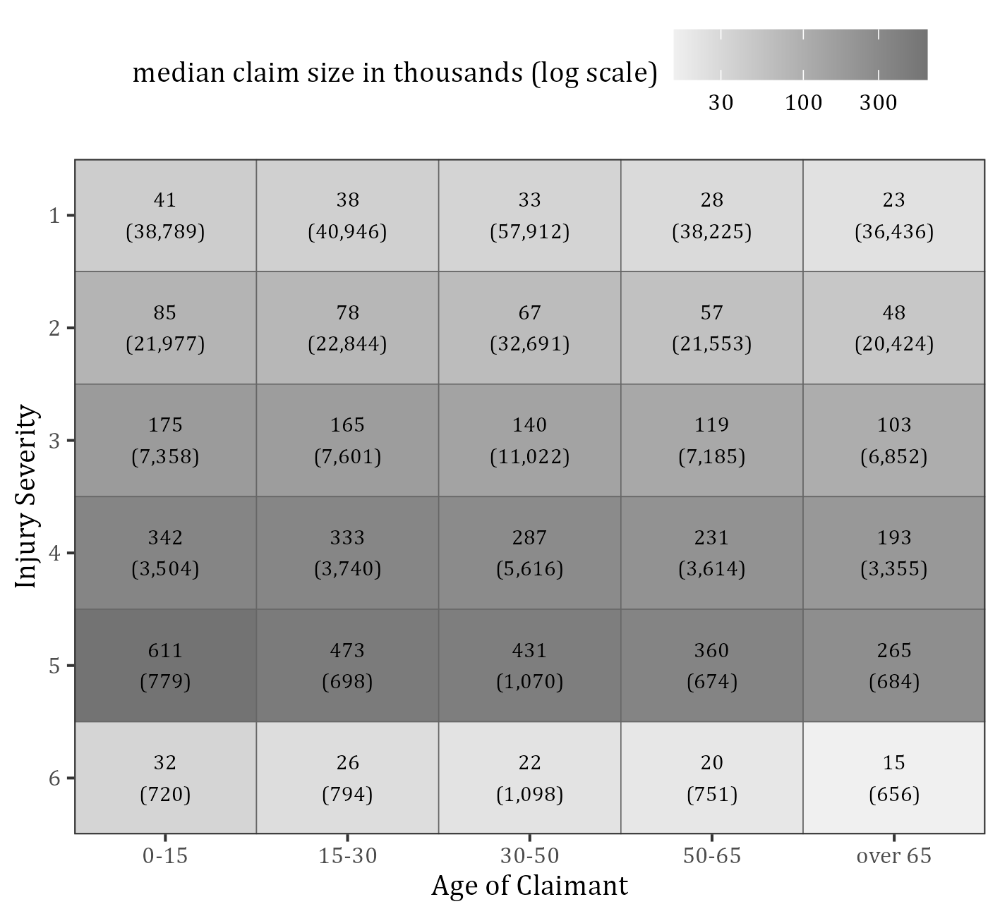 median claim size in thousands (log scale)
30 100 300
41 38 33 28 23
1 (38,789) (40,946) (57,912) (38,225) (36,436)
85 78 67 57 48
2 (21,977) (22,844) (32,691) (21,553) (20,424)
175 165 140 119 103
3 (7,358) (7,601) (11,022) (7,185) (6,852)
342 333 287 231 193
4 (3,504) (3,740) (5,616) (3,614) (3,355)
611 473 431 360 265
5 (779) (698) (1,070) (674) (684)
32 26 22 20 15
6 (720) (794) (1,098) (751) (656)
Injury Severity
0-15 15-30 30-50 50-65 over 65
Age of Claimant